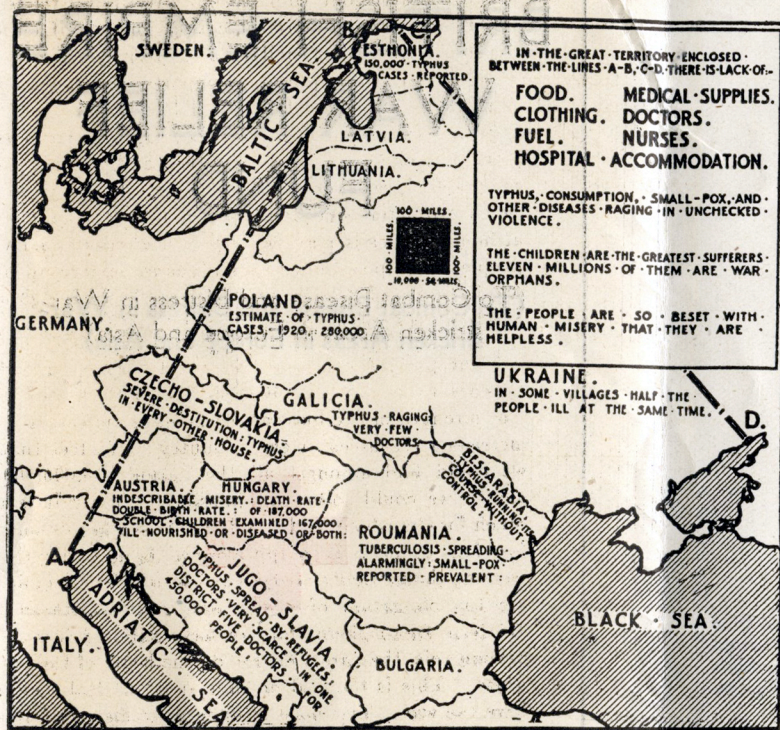 SWEDEN.
B.
C.
ESTHONIA.
150,000 TYPHUS
CASES · REPORTED.
BALTIC SEA
LATVIA.
LITHUANIA.
IN · THE · GREAT · TERRITORY · ENCLOSED ·
BETWEEN · THE · LINES · A-B, · C-D, · THERE · IS · LACK · OF:-
FOOD. MEDICAL · SUPPLIES.
CLOTHING. DOCTORS.
FUEL. NURSES.
HOSPITAL · ACCOMMODATION.
TYPHUS, · CONSUMPTION, · SMALL-POX, · AND ·
OTHER · DISEASES · RAGING · IN · UNCHECKED ·
VIOLENCE.
THE · CHILDREN · ARE · THE · GREATEST · SUFFERERS ·
ELEVEN · MILLIONS · OF · THEM · ARE · WAR ·
ORPHANS.
THE · PEOPLE · ARE · SO · BESET · WITH ·
HUMAN · MISERY · THAT · THEY · ARE ·
HELPLESS.
100 · MILES.
100 · MILES.
100 · MILES.
10,000 · SQ. MILES.
GERMANY.
POLAND.
ESTIMATE · OF · TYPHUS ·
CASES · 1920 · 280,000
CZECHO - SLOVAKIA.
SEVERE · DESTITUTION: TYPHUS
IN · EVERY · OTHER · HOUSE.
GALICIA.
TYPHUS · RAGING:
VERY · FEW ·
DOCTORS
UKRAINE.
IN · SOME · VILLAGES · HALF · THE ·
PEOPLE · ILL · AT · THE · SAME · TIME.
D.
BESSARABIA.
TYPHUS · RUNNING · ITS
COURSE · WITHOUT
CONTROL.
AUSTRIA. HUNGARY.
INDESCRIBABLE · MISERY. : DEATH · RATE ·
DOUBLE · BIRTH · RATE. : OF · 187,000
SCHOOL · CHILDREN · EXAMINED · 167,000 ·
ILL · NOURISHED · OR · DISEASED · OR · BOTH:
ROUMANIA.
TUBERCULOSIS · SPREADING ·
ALARMINGLY : SMALL-POX ·
REPORTED · PREVALENT :
A.
JUGO - SLAVIA.
TYPHUS · SPREAD · BY · REFUGEES:
DOCTORS · VERY · SCARCE · IN · ONE
DISTRICT · FIVE · DOCTORS · FOR
450,000 · PEOPLE.
ITALY.
ADRIATIC SEA
BULGARIA.
BLACK · SEA.